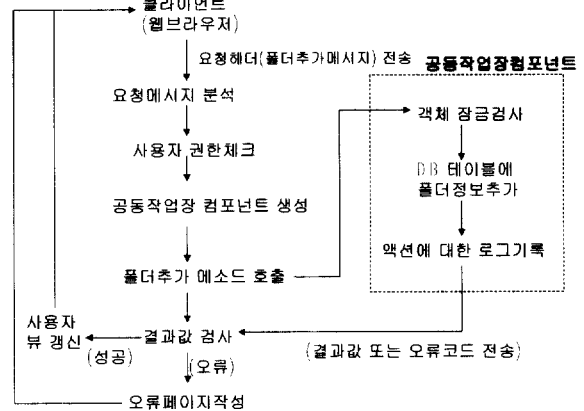 클라이언트
(웹브라우저)
요청헤더(폴더추가메시지) 전송
요청메시지 분석
사용자 권한체크
공동작업장 컴포넌트 생성
폴더추가 메소드 호출
공동작업장컴포넌트
객체 잠금검사
DB 테이블에
폴더정보추가
액션에 대한 로그기록
(결과값 또는 오류코드 전송)
결과값 검사
(성공)
사용자
뷰 갱신
(오류)
오류페이지작성